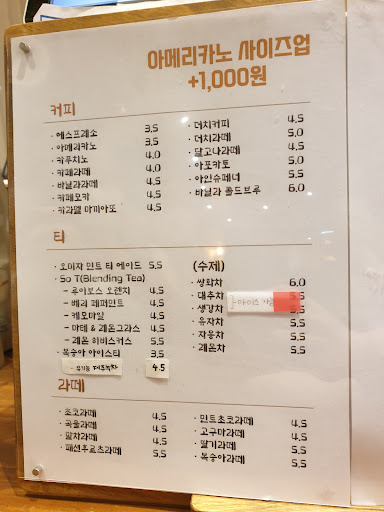 아메리카노 사이즈업
+1,000원
커피
· 에스프레소 3.5
· 아메리카노 3.5
· 카푸치노 4.0
· 카페라떼 4.0
· 바닐라라떼 4.5
· 카페모카 4.5
· 카라멜 마끼아또 4.5
· 더치커피 4.5
· 더치라떼 5.0
· 달고나라떼 4.5
· 아포카토 5.0
· 아인슈페너 5.0
· 바닐라 콜드브루 6.0
티
· 오미자 민트 티 에이드 5.5
· So T(Blending Tea)
- 루이보스 오렌지 4.5
- 베리 페퍼민트 4.5
- 캐모마일 4.5
- 마테 & 레몬그라스 4.5
- 레몬 히비스커스 5.5
· 복숭아 아이스티 3.5
- 유기농 제주녹차 4.5
(수제)
· 쌍화차 6.0
· 대추차 5.5
아이스
· 생강차 5.5
· 유자차 5.5
· 자몽차 5.5
· 레몬차 5.5
라떼
· 초코라떼 4.5
· 곡물라떼 4.5
· 말차라떼 4.5
· 패션후르츠라떼 5.5
· 민트초코라떼 4.5
· 고구마라떼 4.5
· 딸기라떼 5.5
· 복숭아라떼 5.5